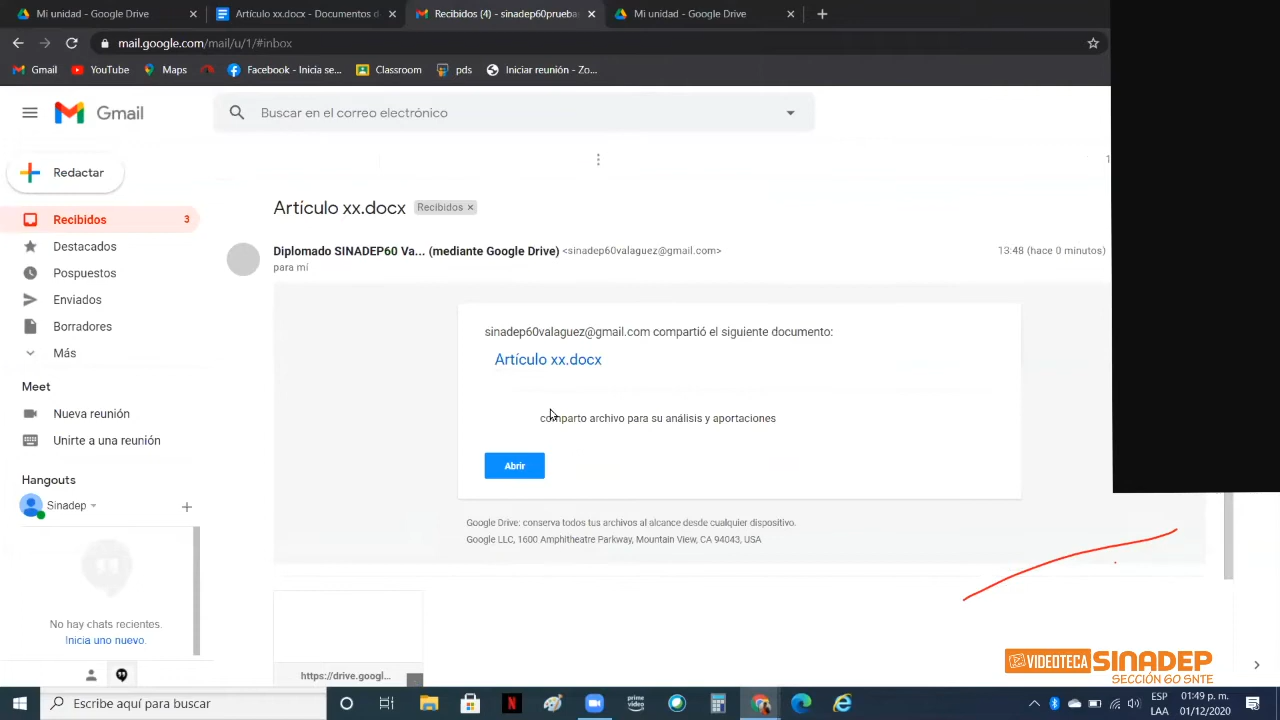 Mi unidad - Google Drive
Artículo xx.docx - Documentos d
Recibidos (4) - sinadep60prueba
Mi unidad - Google Drive
mail.google.com/mail/u/1/#inbox
Gmail
YouTube
Maps
Facebook - Inicia se...
Classroom
pds
Iniciar reunión - Zo...
Gmail
Buscar en el correo electrónico
Redactar
Artículo xx.docx
Recibidos
Recibidos 3
Destacados
Diplomado SINADEP60 Va... (mediante Google Drive) <sinadep60valaguez@gmail.com>
13:48 (hace 0 minutos)
para mí
Pospuestos
Enviados
Borradores
Más
sinadep60valaguez@gmail.com compartió el siguiente documento:
Artículo xx.docx
comparto archivo para su análisis y aportaciones
Abrir
Meet
Nueva reunión
Unirte a una reunión
Hangouts
Sinadep
Google Drive: conserva todos tus archivos al alcance desde cualquier dispositivo.
Google LLC, 1600 Amphitheatre Parkway, Mountain View, CA 94043, USA
No hay chats recientes.
Inicia uno nuevo.
https://drive.googl...
VIDEOTECA SINADEP
SECCIÓN 60 SNTE
Escribe aquí para buscar
prime video
ESP
LAA
01:49 p. m.
01/12/2020